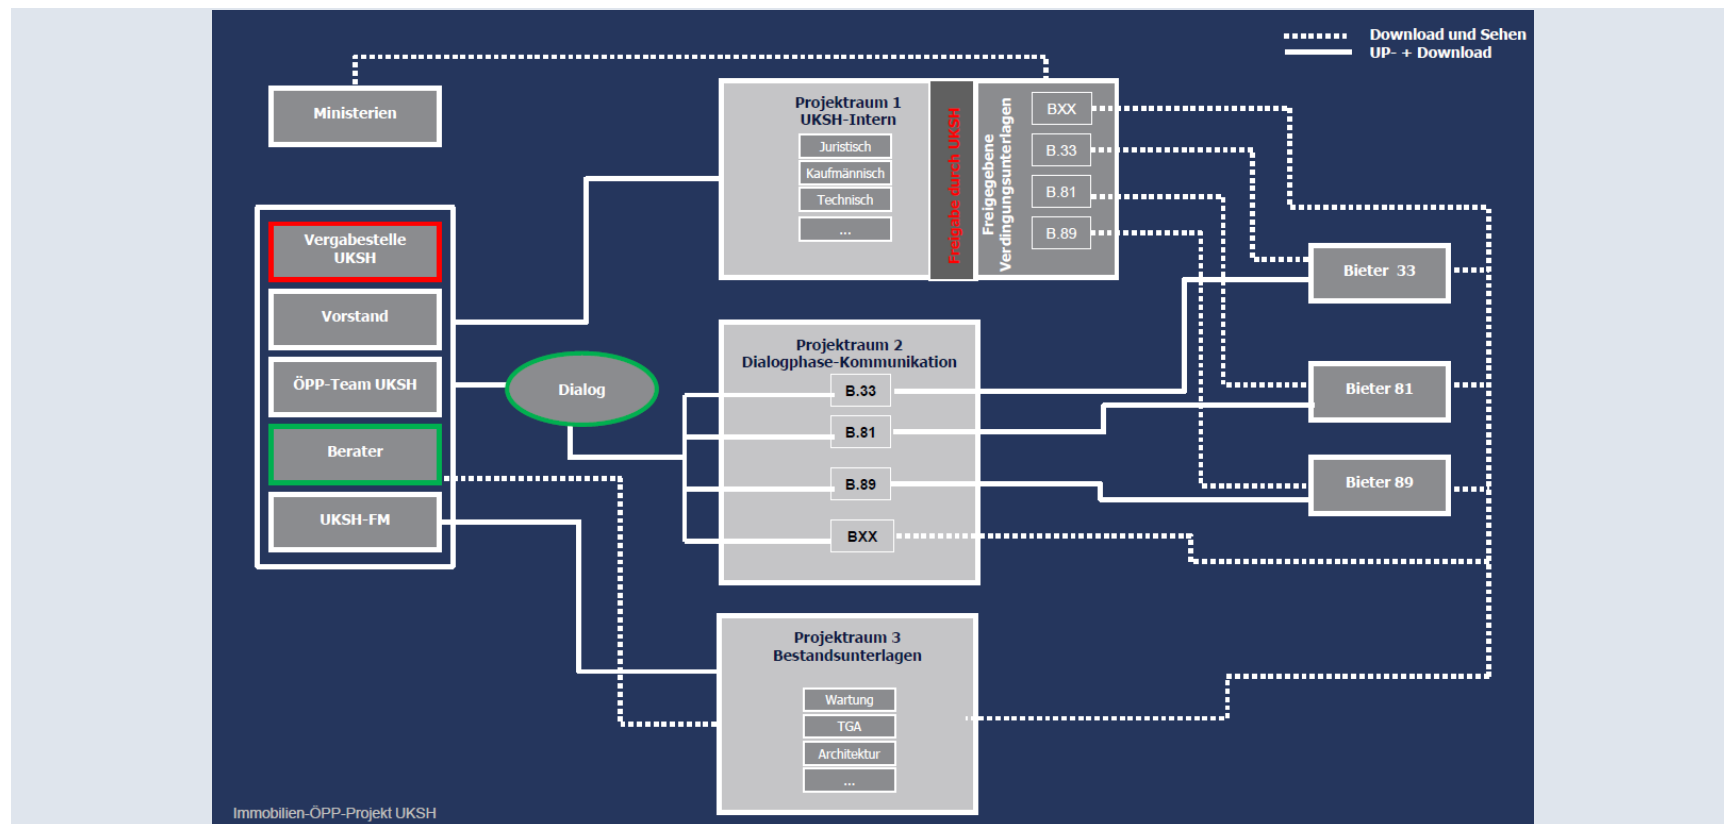 Download und Sehen
UP- + Download
Ministerien
Vergabestelle
UKSH
Vorstand
ÖPP-Team UKSH
Berater
UKSH-FM
Dialog
Projektraum 1
UKSH-Intern
Juristisch
Kaufmännisch
Technisch
...
Freigabe durch UKSH
Freigegebene
Verdingungsunterlagen
BXX
B.33
B.81
B.89
Projektraum 2
Dialogphase-Kommunikation
B.33
B.81
B.89
BXX
Projektraum 3
Bestandsunterlagen
Wartung
TGA
Architektur
...
Bieter 33
Bieter 81
Bieter 89
Immobilien-ÖPP-Projekt UKSH